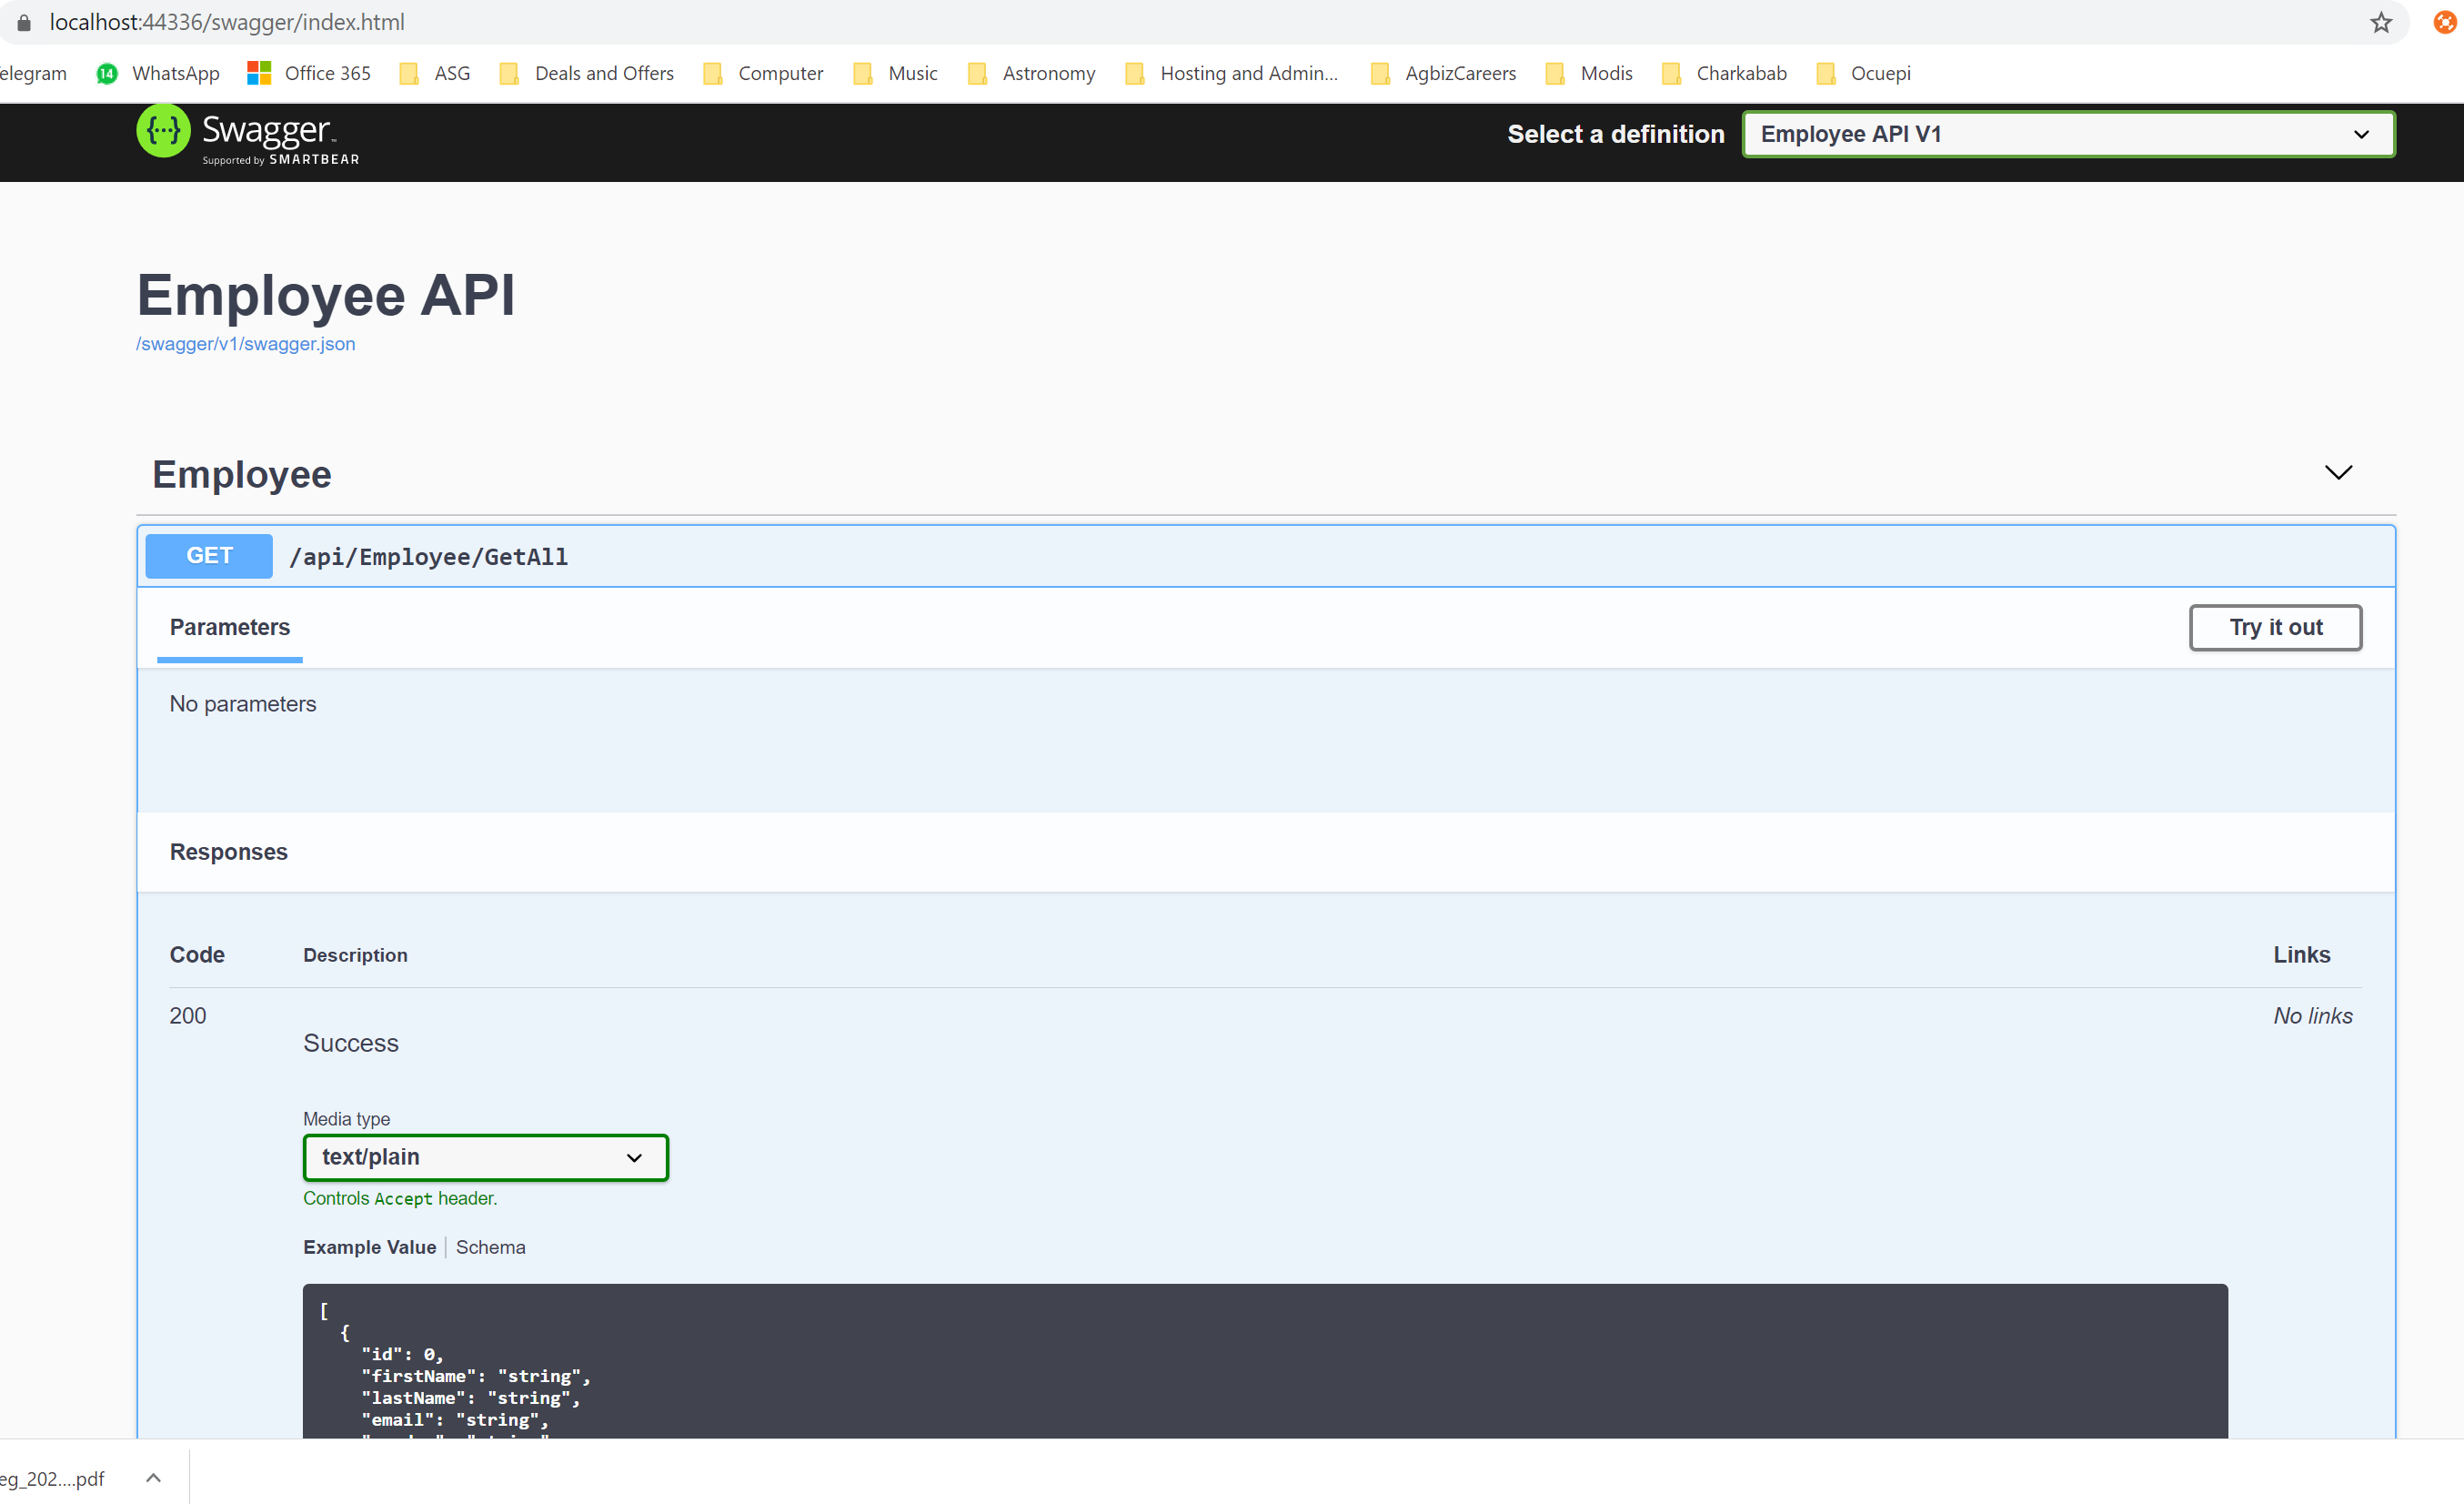 localhost:44336/swagger/index.html
elegram 14 WhatsApp Office 365 ASG Deals and Offers Computer Music Astronomy Hosting and Admin... AgbizCareers Modis Charkabab Ocuepi
{...} Swagger
Supported by SMARTBEAR
Select a definition Employee API V1
Employee API
/swagger/v1/swagger.json
Employee
GET /api/Employee/GetAll
Parameters Try it out
No parameters
Responses
Code Description Links
200 No links
Success
Media type
text/plain
Controls Accept header.
Example Value Schema
[
{
"id": 0,
"firstName": "string",
"lastName": "string",
"email": "string",
eg_202....pdf